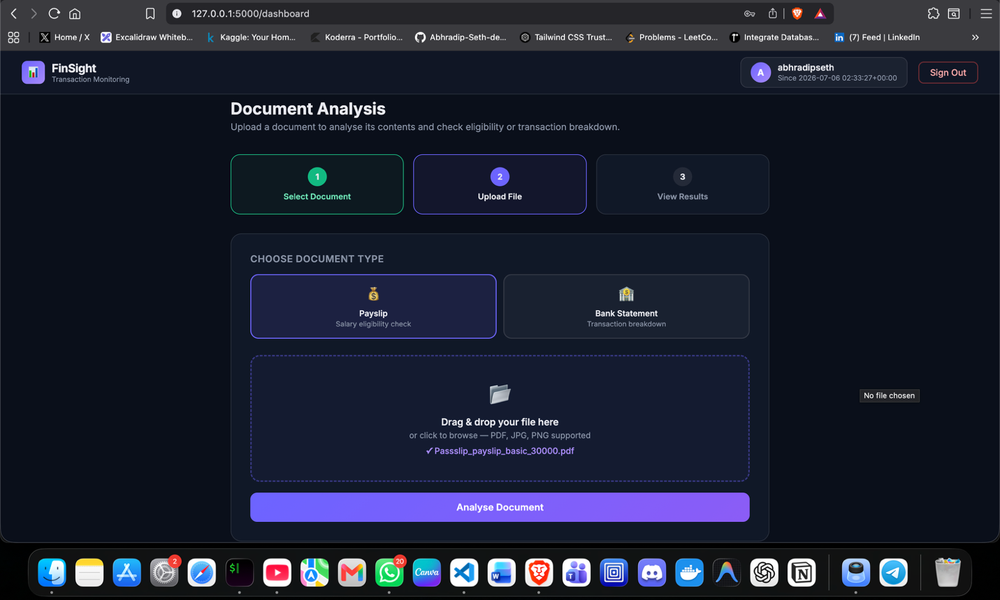 127.0.0.1:5000/dashboard
Home / X
Excalidraw Whiteb...
Kaggle: Your Hom...
Koderra - Portfolio...
Abhradip-Seth-de...
Tailwind CSS Trust...
Problems - LeetCo...
Integrate Databas...
(7) Feed | LinkedIn
FinSight
Transaction Monitoring
A
abhradipseth
Since 2026-07-06 02:33:27+00:00
Sign Out
Document Analysis
Upload a document to analyse its contents and check eligibility or transaction breakdown.
1
Select Document
2
Upload File
3
View Results
CHOOSE DOCUMENT TYPE
Payslip
Salary eligibility check
Bank Statement
Transaction breakdown
Drag & drop your file here
or click to browse — PDF, JPG, PNG supported
✓ Passslip_payslip_basic_30000.pdf
No file chosen
Analyse Document
2
$
20
Canva
W
T
N